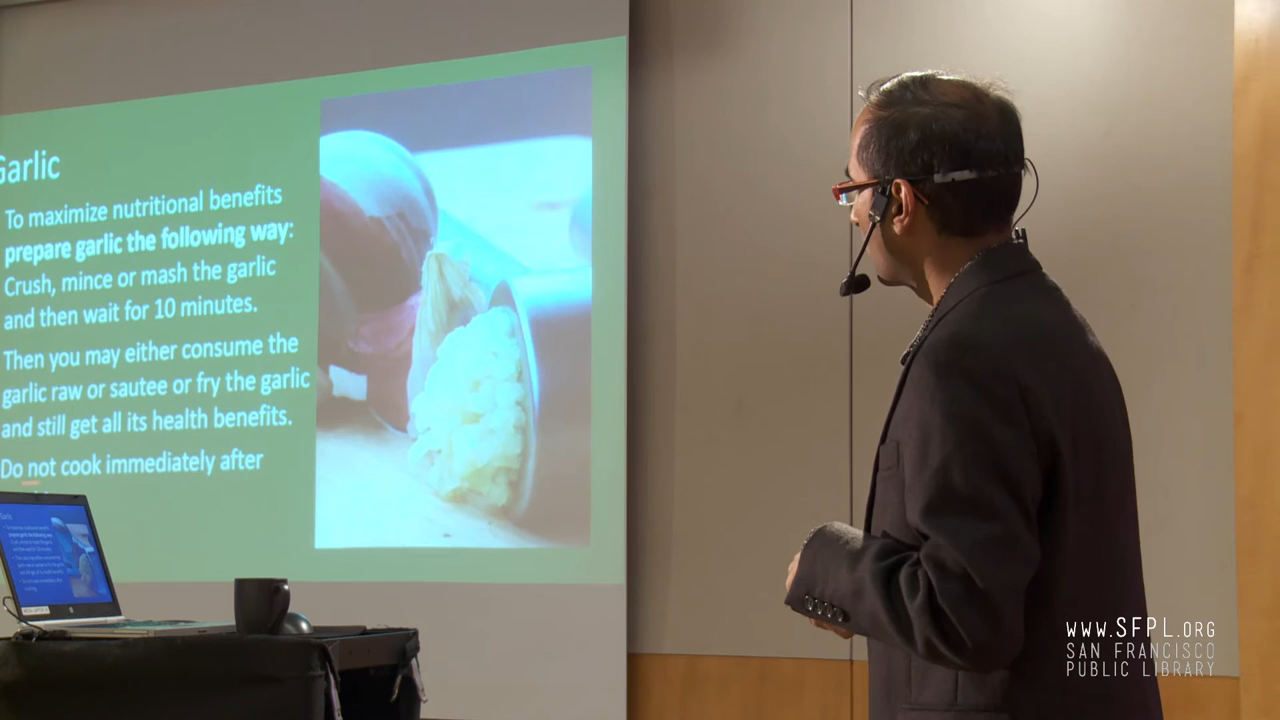 Garlic
To maximize nutritional benefits
prepare garlic the following way:
Crush, mince or mash the garlic
and then wait for 10 minutes.
Then you may either consume the
garlic raw or sautee or fry the garlic
and still get all its health benefits.
Do not cook immediately after
www.SFPL.org
SAN FRANCISCO
PUBLIC LIBRARY